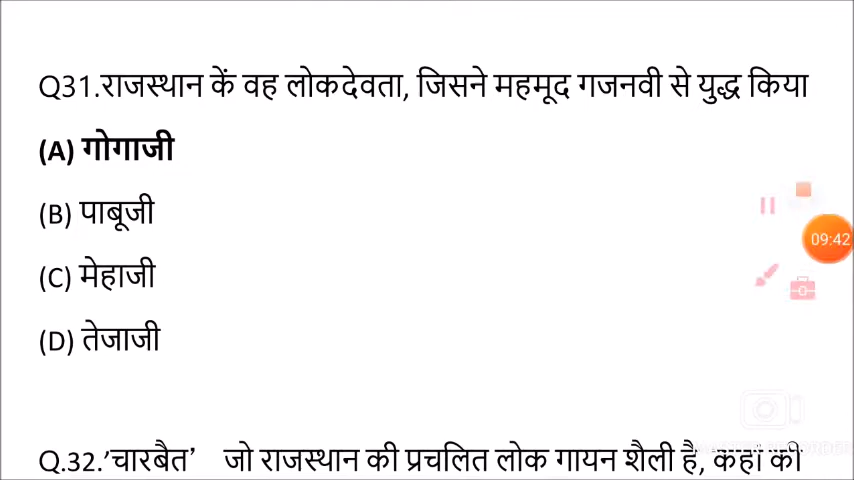 Q31.राजस्थान कें वह लोकदेवता, जिसने महमूद गजनवी से युद्ध किया
(A) गोगाजी
(B) पाबूजी
(C) मेहाजी
09:42
(D) तेजाजी
Q.32.’चारबैत’ जो राजस्थान की प्रचलित लोक गायन शैली है, कहां की